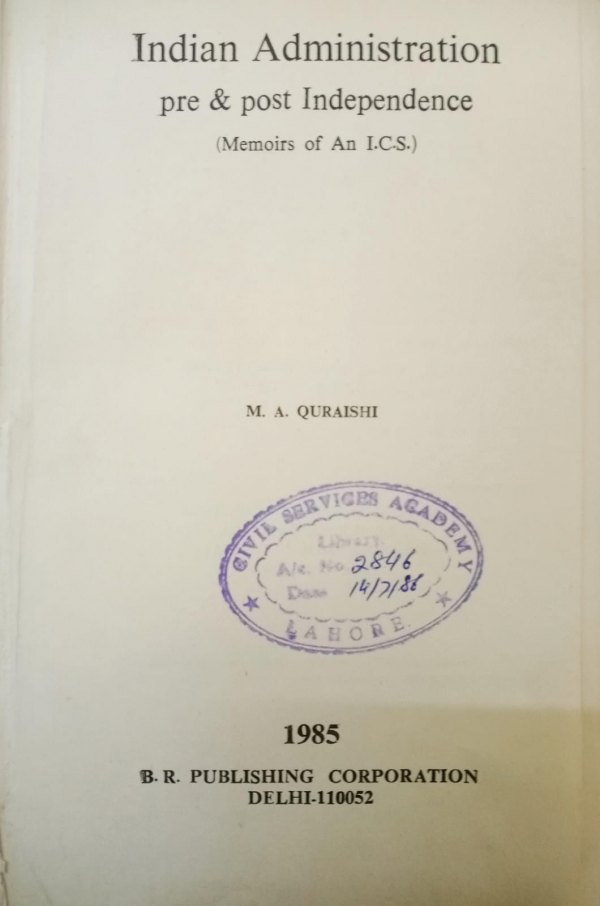 Indian Administration
pre & post Independence
(Memoirs of An I.C.S.)
M. A. QURAISHI
CIVIL SERVICES ACADEMY
Library.
A/c. No 2846
Date 14/7/86
LAHORE.
1985
B. R. PUBLISHING CORPORATION
DELHI-110052